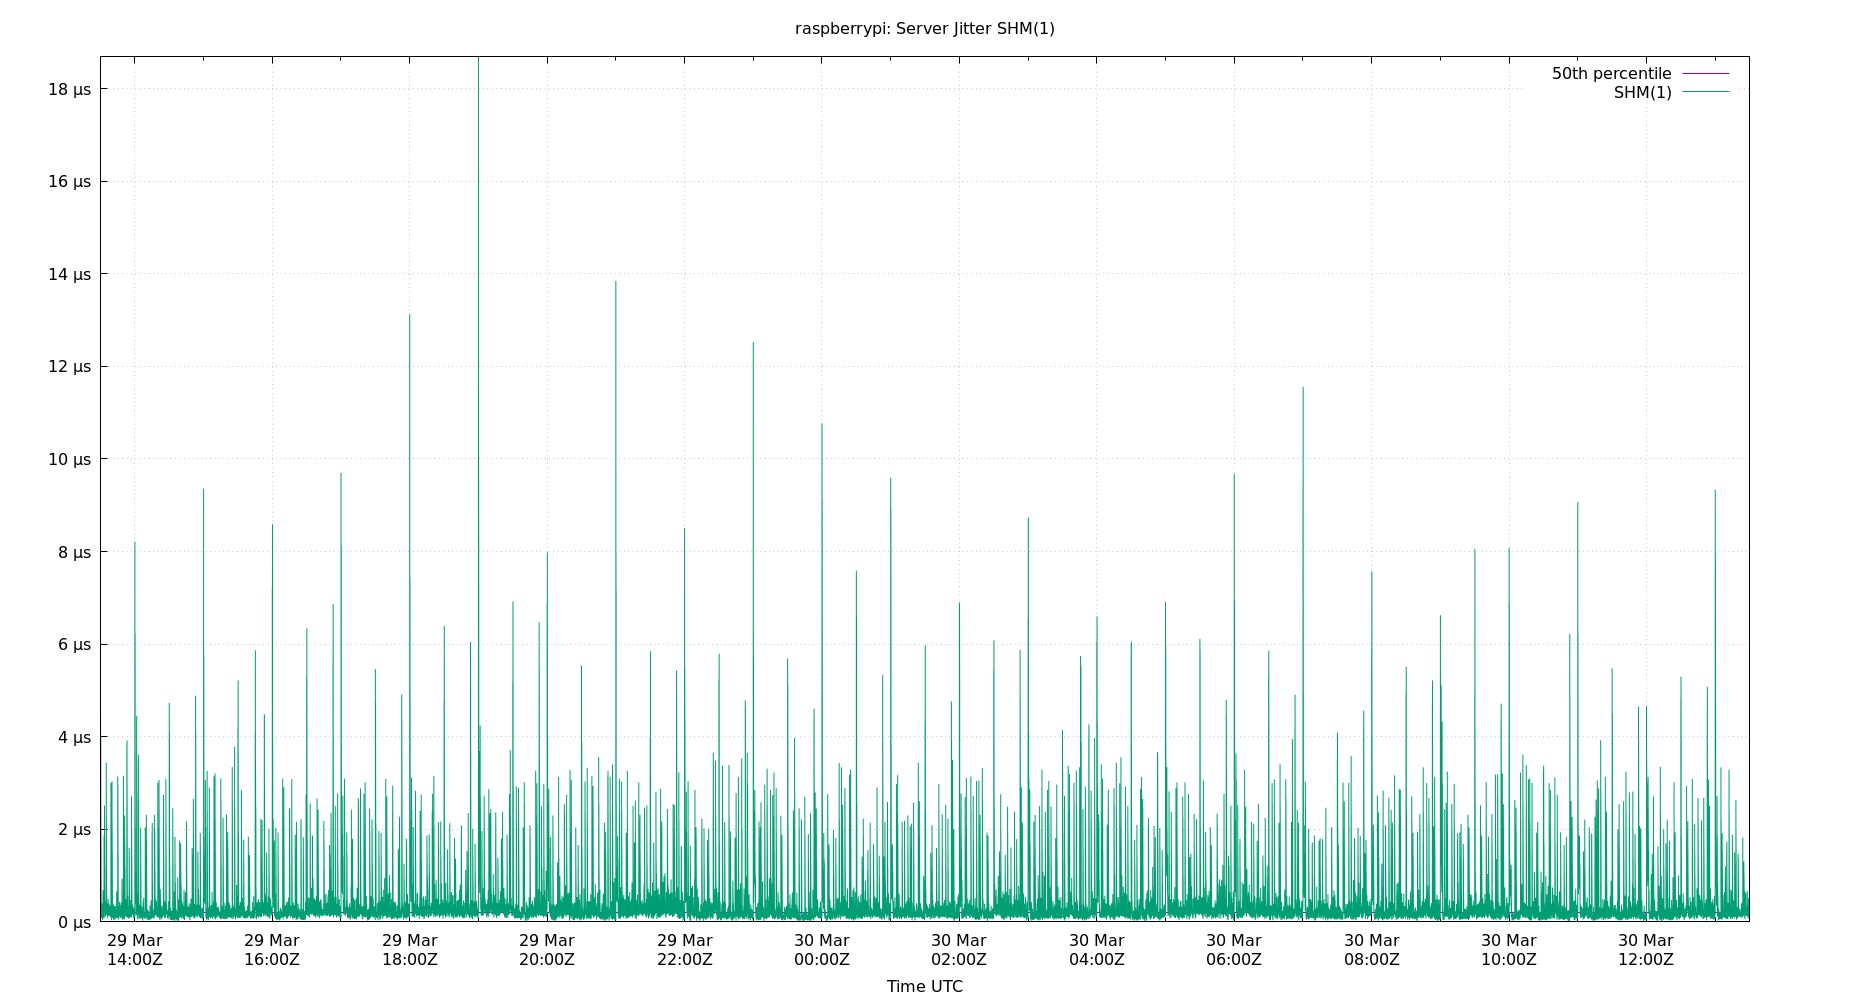 raspberrypi: Server Jitter SHM(1)
50th percentile
SHM(1)
18 µs
16 µs
14 µs
12 µs
10 µs
8 µs
6 µs
4 µs
2 µs
0 µs
29 Mar 29 Mar 29 Mar 29 Mar 29 Mar 30 Mar 30 Mar 30 Mar 30 Mar 30 Mar 30 Mar 30 Mar
14:00Z 16:00Z 18:00Z 20:00Z 22:00Z 00:00Z 02:00Z 04:00Z 06:00Z 08:00Z 10:00Z 12:00Z
Time UTC